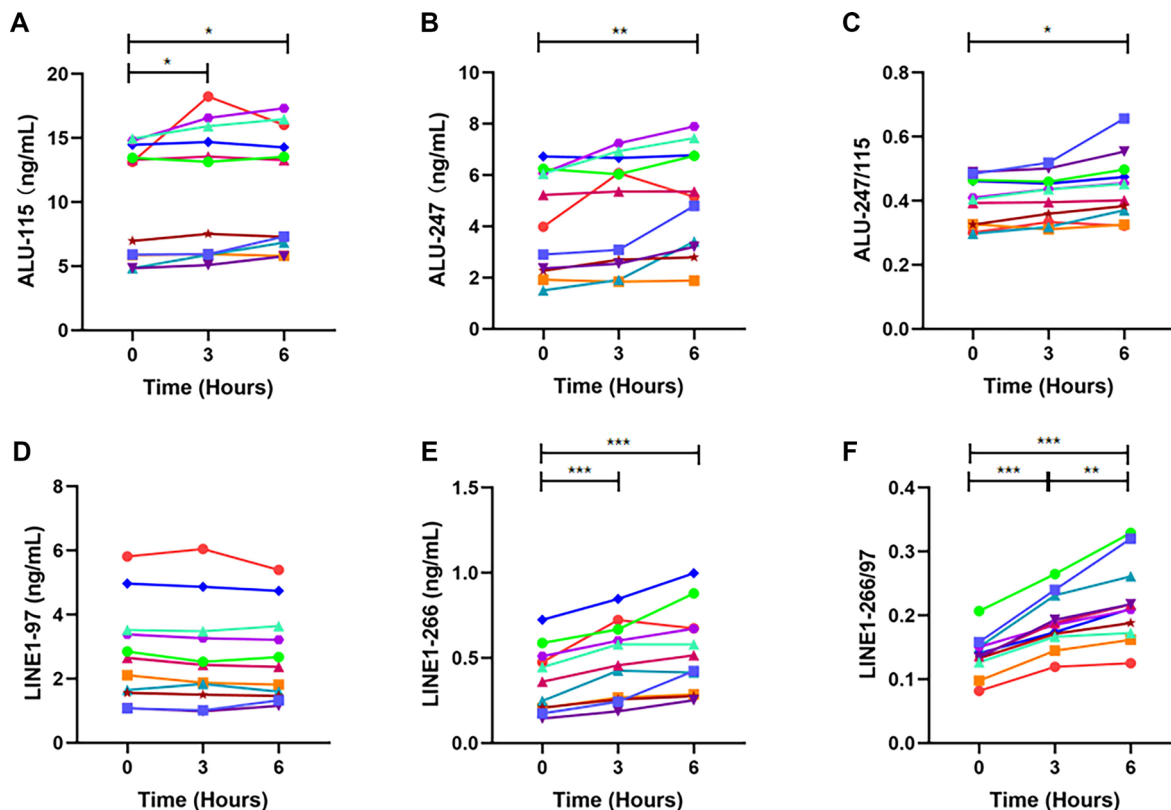 A
*
*
20
15
10
5
0
ALU-115 (ng/mL)
0 3 6
Time (Hours)
B
**
10
8
6
4
2
0
ALU-247 (ng/mL)
0 3 6
Time (Hours)
C
*
0.8
0.6
0.4
0.2
0.0
ALU-247/115
0 3 6
Time (Hours)
D
8
6
4
2
0
LINE1-97 (ng/mL)
0 3 6
Time (Hours)
E
***
***
1.5
1.0
0.5
0.0
LINE1-266 (ng/mL)
0 3 6
Time (Hours)
F
***
*** **
0.4
0.3
0.2
0.1
0.0
LINE1-266/97
0 3 6
Time (Hours)